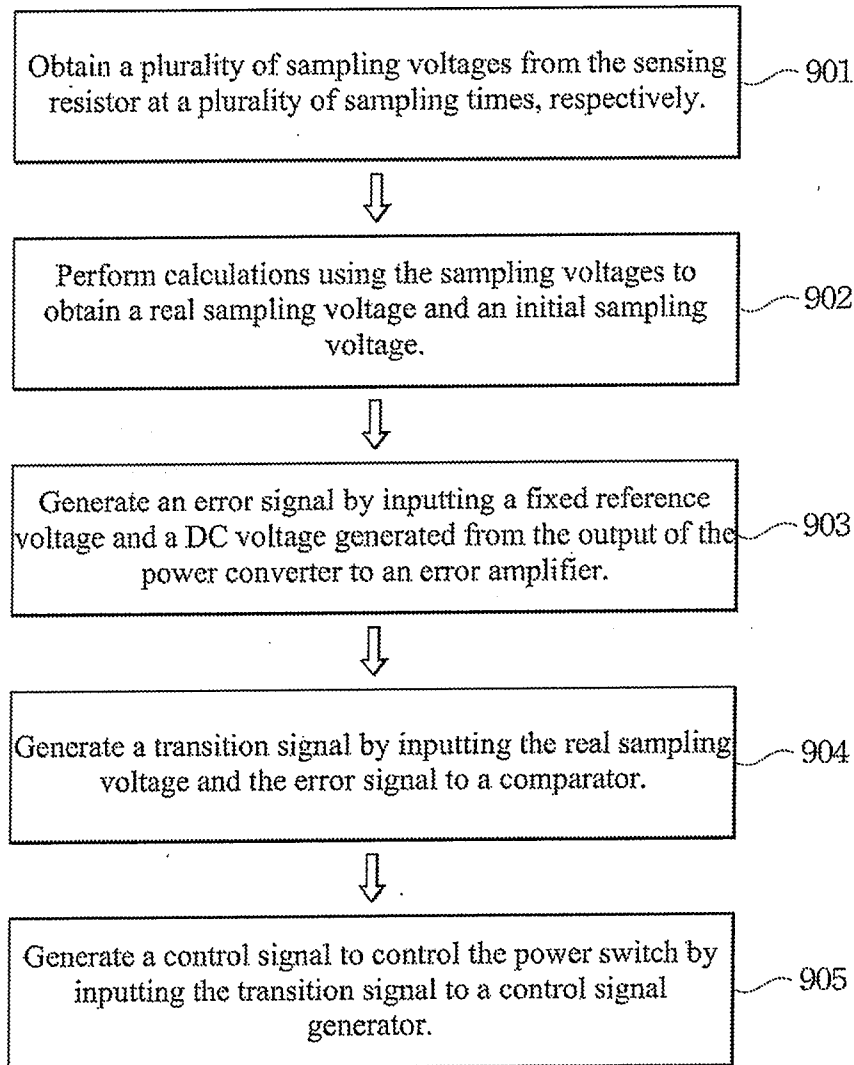 Obtain a plurality of sampling voltages from the sensing
resistor at a plurality of sampling times, respectively.
901
Perform calculations using the sampling voltages to
obtain a real sampling voltage and an initial sampling
voltage.
902
Generate an error signal by inputting a fixed reference
voltage and a DC voltage generated from the output of the
power converter to an error amplifier.
903
Generate a transition signal by inputting the real sampling
voltage and the error signal to a comparator.
904
Generate a control signal to control the power switch by
inputting the transition signal to a control signal
generator.
905